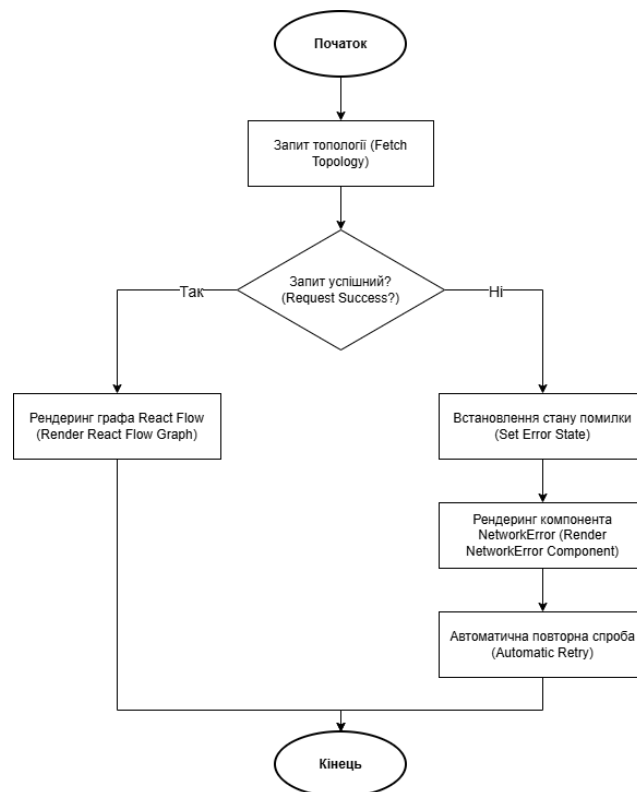 Початок
Запит топології (Fetch
Topology)
Запит успішний?
(Request Success?)
Так
Ні
Рендеринг графа React Flow
(Render React Flow Graph)
Встановлення стану помилки
(Set Error State)
Рендеринг компонента
NetworkError (Render
NetworkError Component)
Автоматична повторна спроба
(Automatic Retry)
Кінець